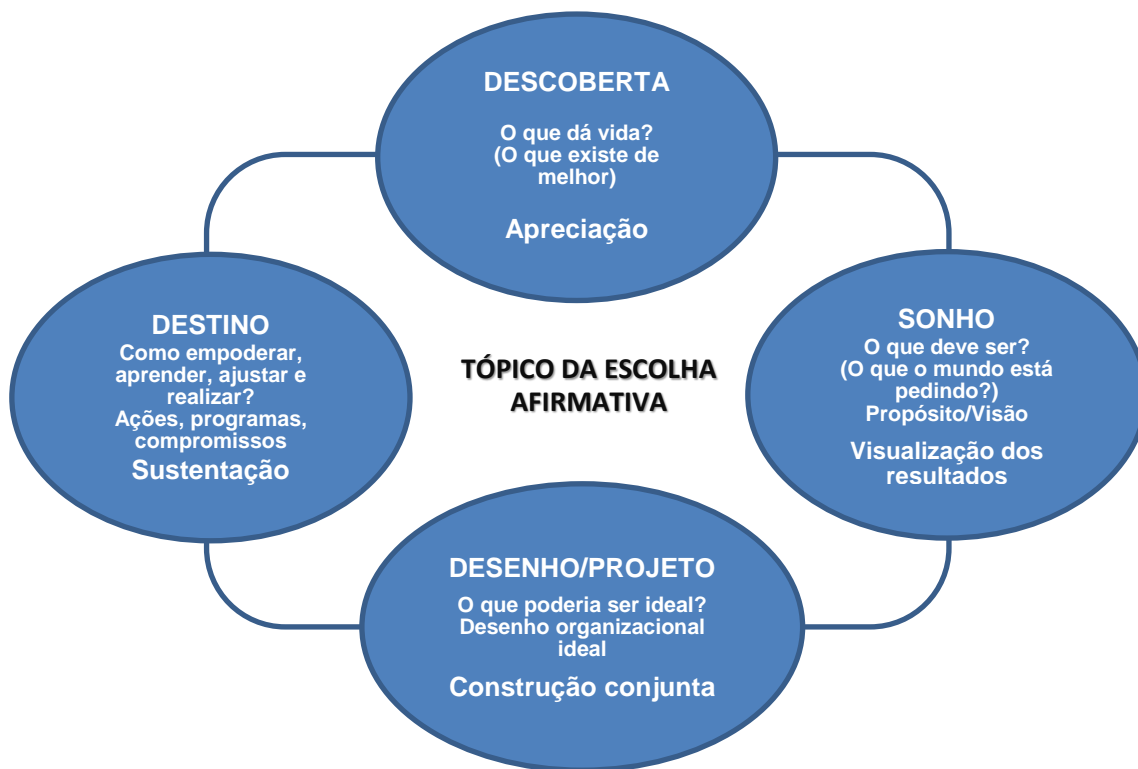 DESCOBERTA
O que dá vida?
(O que existe de
melhor)
Apreciação
DESTINO
Como empoderar,
aprender, ajustar e
realizar?
Ações, programas,
compromissos
Sustentação
TÓPICO DA ESCOLHA
AFIRMATIVA
SONHO
O que deve ser?
(O que o mundo está
pedindo?)
Propósito/Visão
Visualização dos
resultados
DESENHO/PROJETO
O que poderia ser ideal?
Desenho organizacional
ideal
Construção conjunta